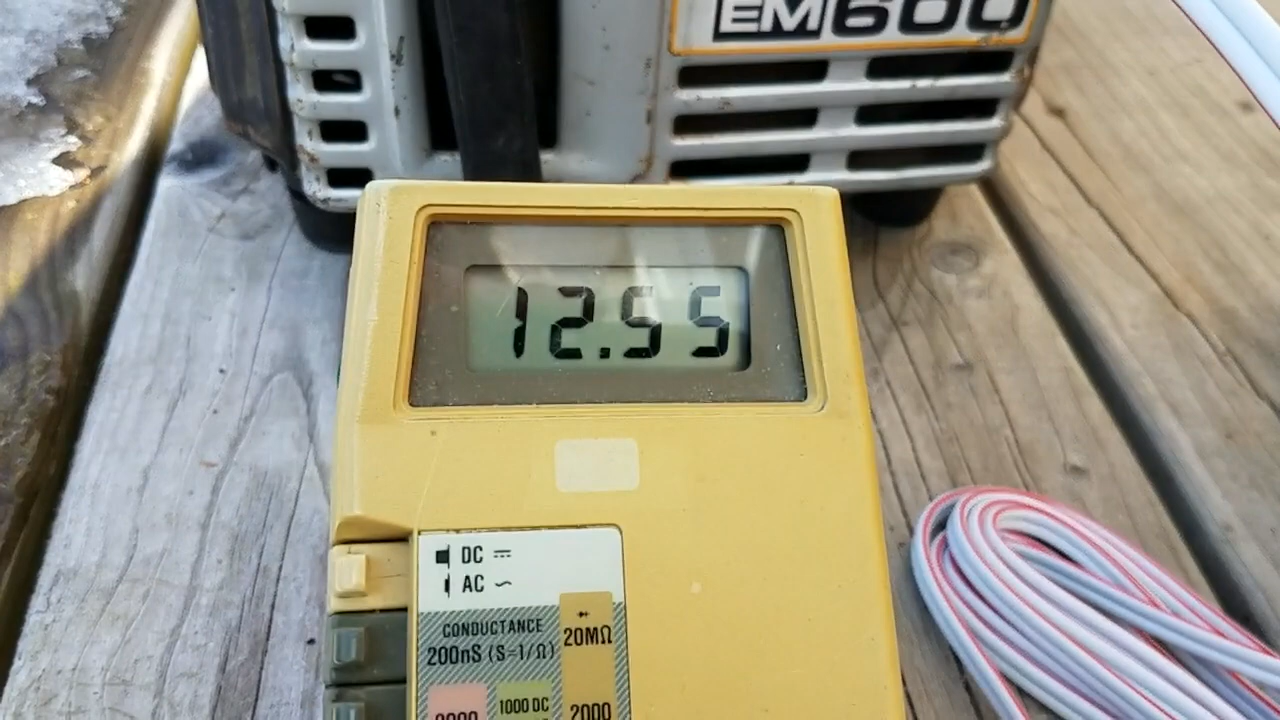 EM600
12.55
DC ⎓
AC ∼
CONDUCTANCE
200nS (S=1/Ω)
20MΩ
1000 DC
2000